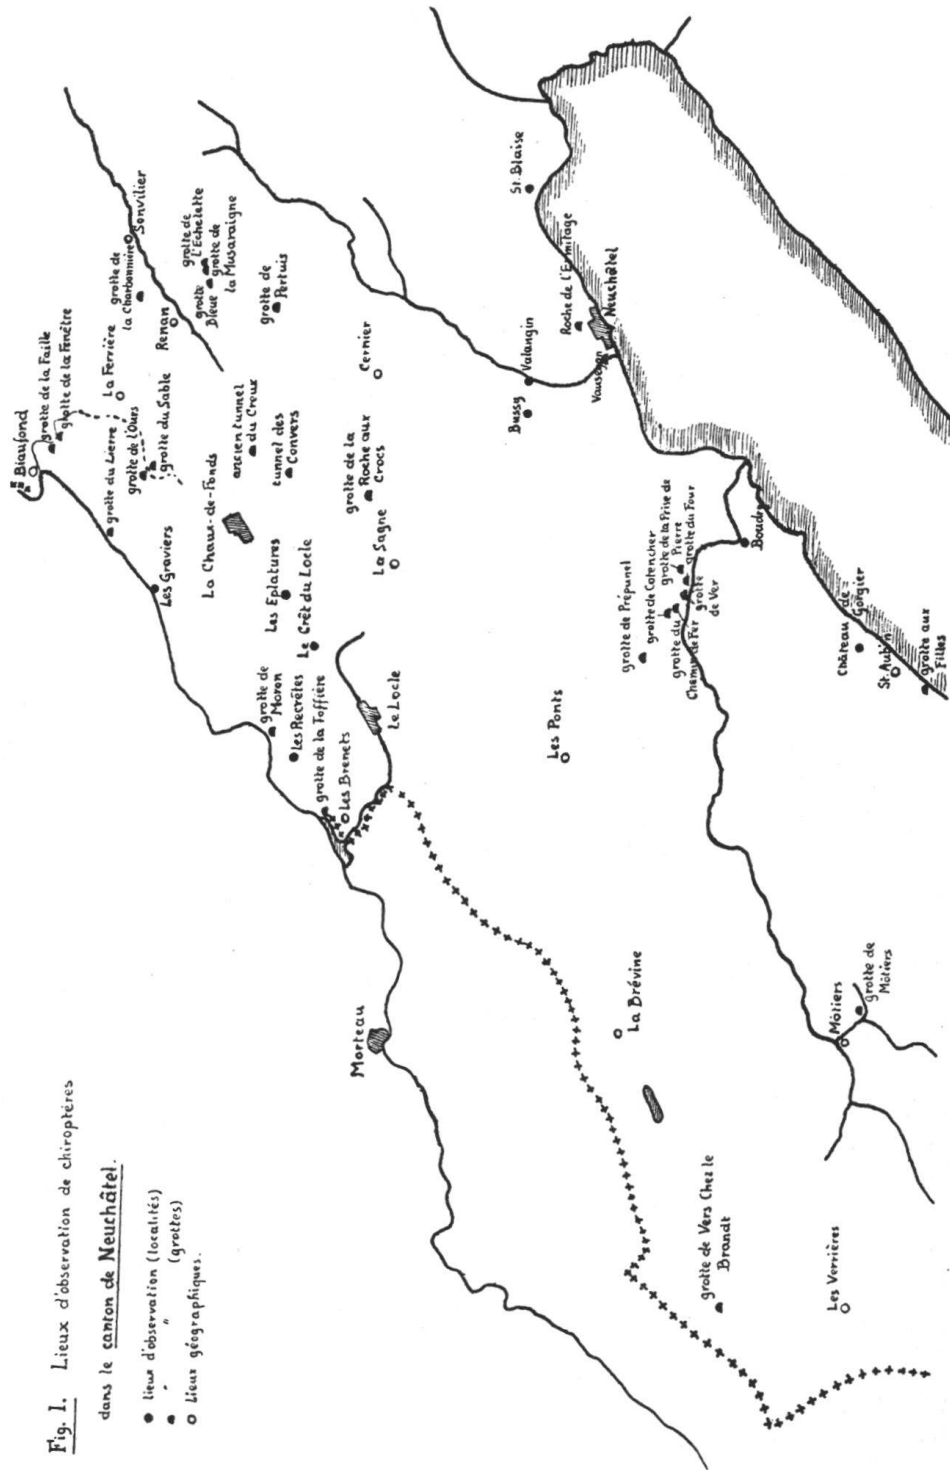 Fig. 1. Lieux d'observation de chiroptères
dans le canton de Neuchâtel.
lieux d'observation (localités)
" " (grottes)
Lieux géographiques.
Biaufond
grotte de la Faille
grotte de la Fenêtre
grotte du Lierre
La Ferrière
grotte de l'Ours
grotte du Sable
grotte de
la Charbonnière
Sonvilier
Renan
grotte
Bleue
grotte de
L'Echelette
grotte de
la Musaraigne
grotte de
Pertuis
Les Graviers
La Chaux-de-Fonds
ancien tunnel
du Creux
tunnel des
Convers
Les Eplatures
Le Crêt du Locle
grotte de la
Roche aux
Crocs
La Sagne
Cernier
grotte de
Moron
Les Recrêtes
grotte de la Toffière
Les Brenets
Le Locle
Morteau
St. Blaise
Roche de l'Ermitage
Neuchâtel
Vauseyon
Valangin
Bussy
grotte de Prépunel
grotte de Cotencher
grotte de la Prise de
Pierre
grotte du Four
grotte
de Ver
grotte du
Chemin de Fer
Boudry
Château de
Gorgier
St. Aubin
grotte aux
Filles
Les Ponts
La Brévine
Môtiers
grotte de
Môtiers
grotte de Vers Chez le
Brandt
Les Verrières